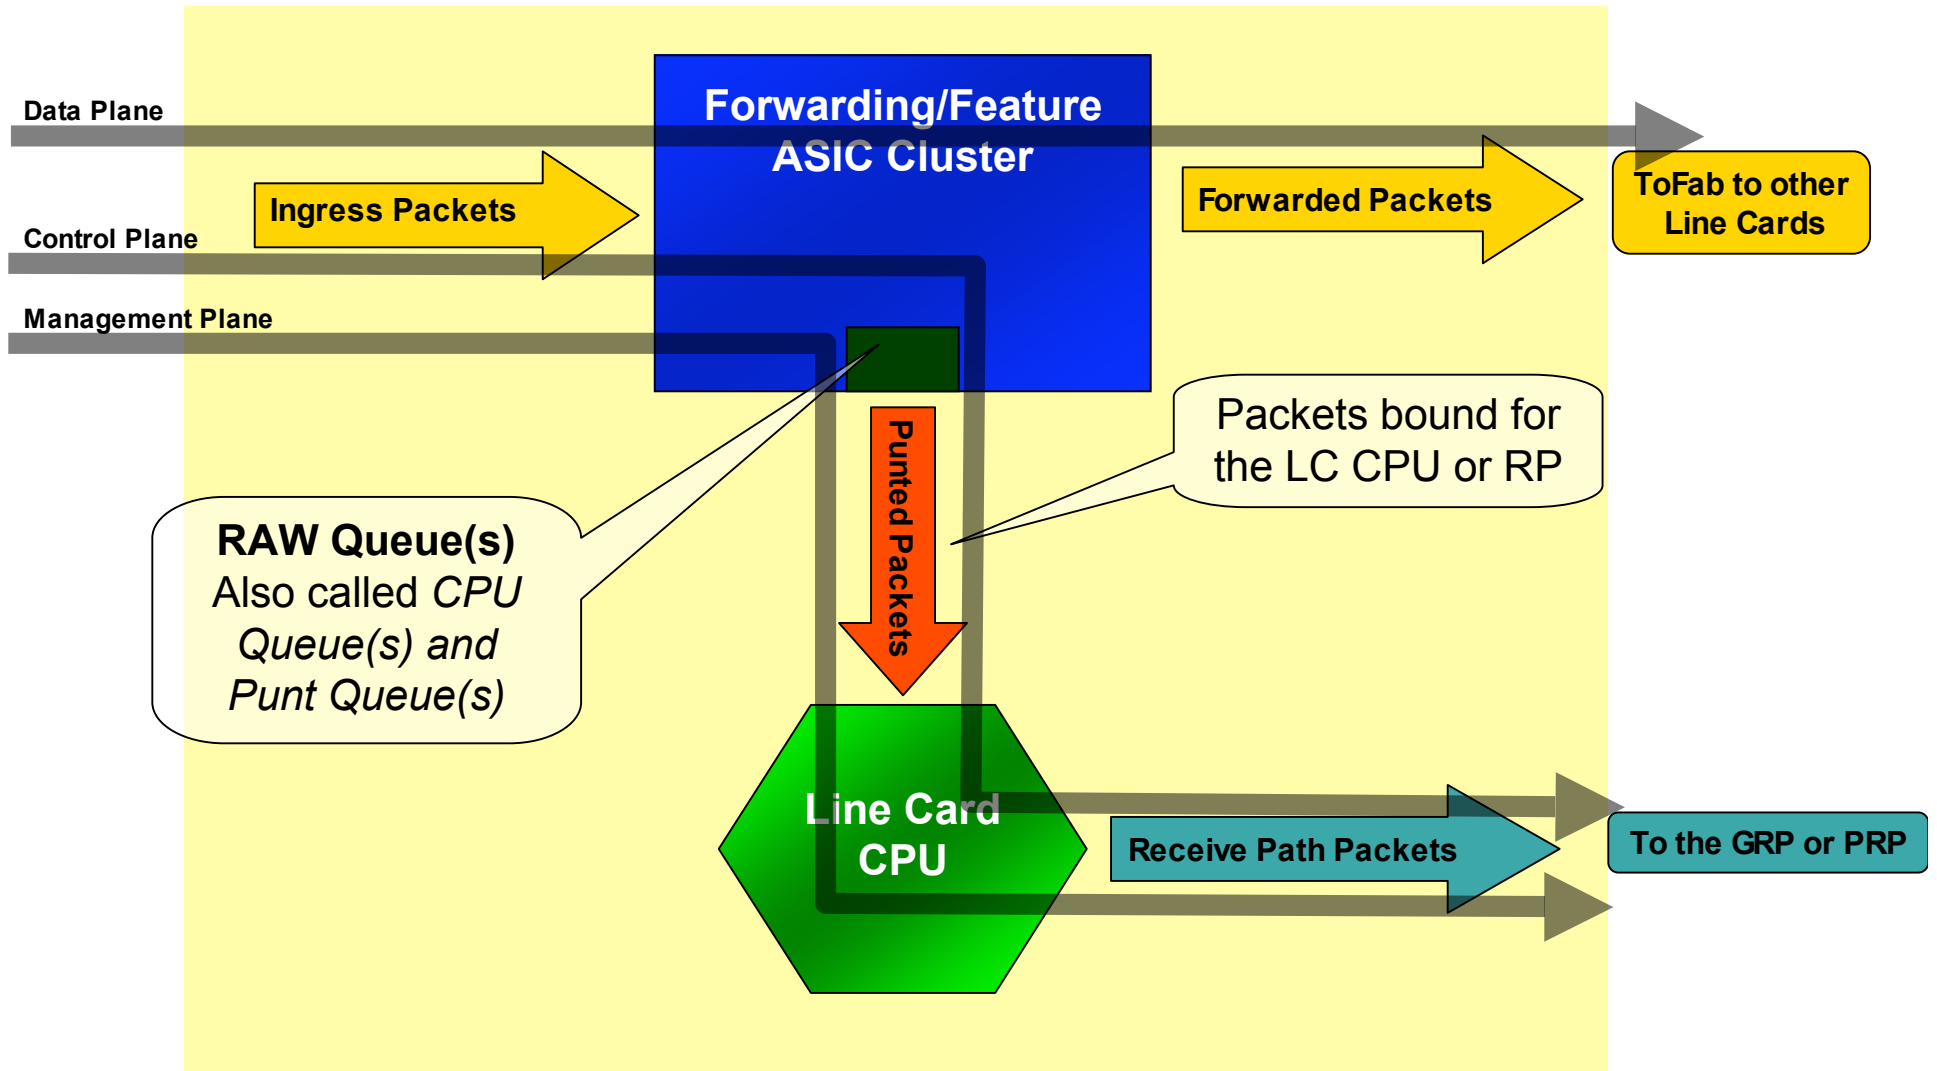 Forwarding/Feature
ASIC Cluster
Data Plane
Ingress Packets
Forwarded Packets
ToFab to other
Line Cards
Control Plane
Management Plane
Packets bound for
the LC CPU or RP
Punted Packets
RAW Queue(s)
Also called CPU
Queue(s) and
Punt Queue(s)
Line Card
CPU
Receive Path Packets
To the GRP or PRP